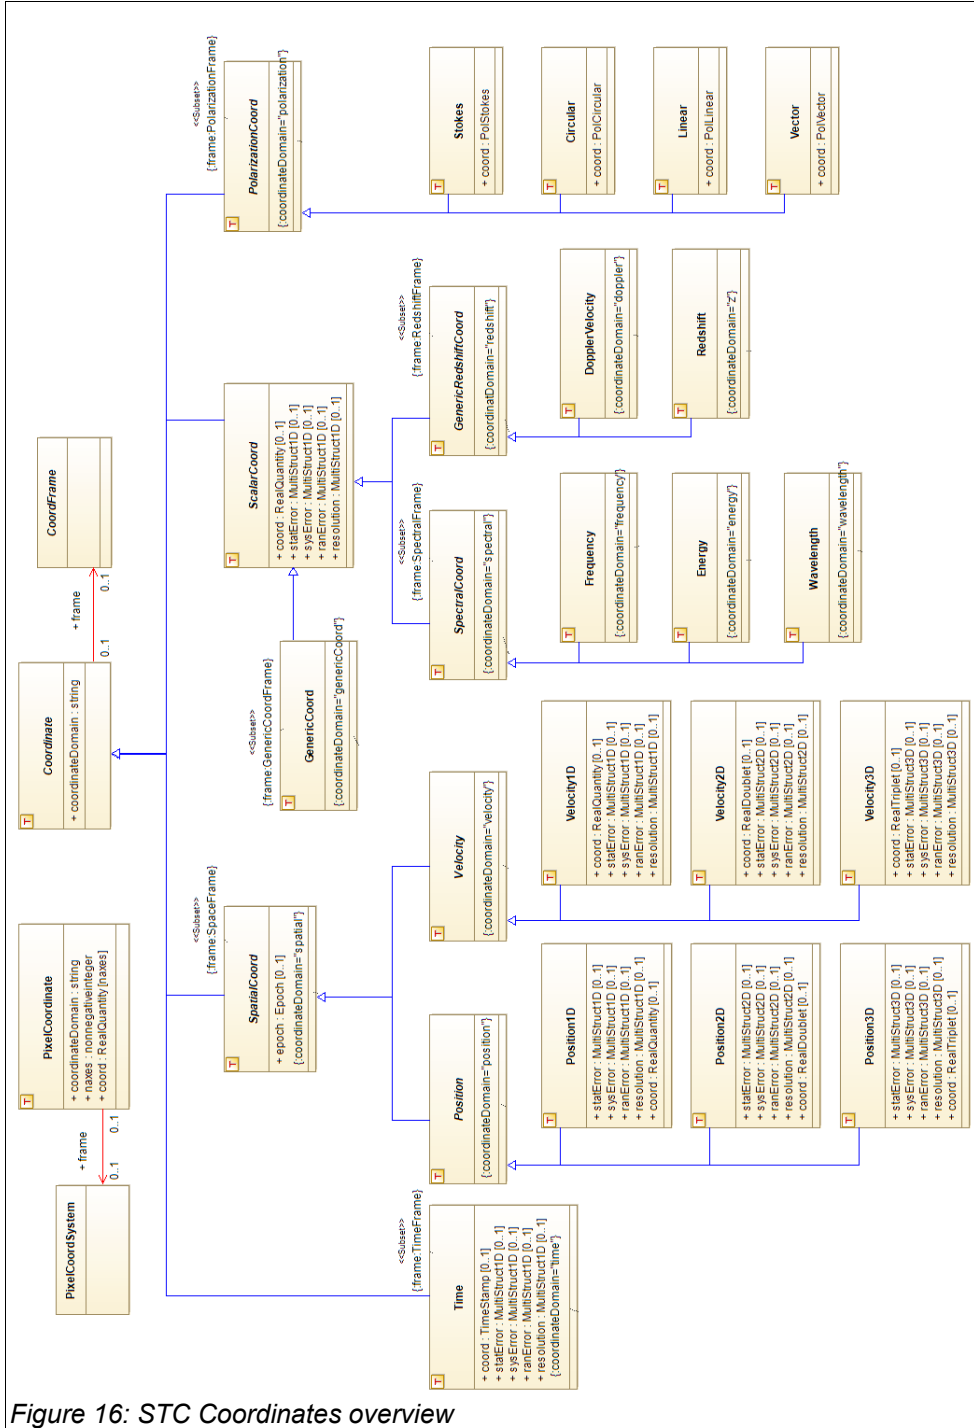 PixelCoordSystem
+ frame
0..1
0..1
T
PixelCoordinate
+ coordinateDomain : string
+ naxes : nonnegativeinteger
+ coord : RealQuantity [naxes]
T
Coordinate
+ coordinateDomain : string
+ frame
0..1
0..1
CoordFrame
<<Subset>>
{:frame:SpaceFrame}
T
SpatialCoord
+ epoch : Epoch [0..1]
{:coordinateDomain="spatial"}
<<Subset>>
{:frame:GenericCoordFrame}
T
GenericCoord
{:coordinateDomain="genericCoord"}
T
ScalarCoord
+ coord : RealQuantity [0..1]
+ statError : MultiStruct1D [0..1]
+ sysError : MultiStruct1D [0..1]
+ ranError : MultiStruct1D [0..1]
+ resolution : MultiStruct1D [0..1]
<<Subset>>
{:frame:PolarizationFrame}
T
PolarizationCoord
{:coordinateDomain="polarization"}
<<Subset>>
{:frame:TimeFrame}
T
Time
+ coord : TimeStamp [0..1]
+ statError : MultiStruct1D [0..1]
+ sysError : MultiStruct1D [0..1]
+ ranError : MultiStruct1D [0..1]
+ resolution : MultiStruct1D [0..1]
{:coordinateDomain="time"}
T
Position
{:coordinateDomain="position"}
T
Velocity
{:coordinateDomain="velocity"}
<<Subset>>
{:frame:SpectralFrame}
T
SpectralCoord
{:coordinateDomain="spectral"}
<<Subset>>
{:frame:RedshiftFrame}
T
GenericRedshiftCoord
{:coordinatDomain="redshift"}
T
Stokes
+ coord : PolStokes
T
Circular
+ coord : PolCircular
T
Linear
+ coord : PolLinear
T
Vector
+ coord : PolVector
T
Position1D
+ statError : MultiStruct1D [0..1]
+ sysError : MultiStruct1D [0..1]
+ ranError : MultiStruct1D [0..1]
+ resolution : MultiStruct1D [0..1]
+ coord : RealQuantity [0..1]
T
Position2D
+ statError : MultiStruct2D [0..1]
+ sysError : MultiStruct2D [0..1]
+ ranError : MultiStruct2D [0..1]
+ resolution : MultiStruct2D [0..1]
+ coord : RealDoublet [0..1]
T
Position3D
+ statError : MultiStruct3D [0..1]
+ sysError : MultiStruct3D [0..1]
+ ranError : MultiStruct3D [0..1]
+ resolution : MultiStruct3D [0..1]
+ coord : RealTriplet [0..1]
T
Velocity1D
+ coord : RealQuantity [0..1]
+ statError : MultiStruct1D [0..1]
+ sysError : MultiStruct1D [0..1]
+ ranError : MultiStruct1D [0..1]
+ resolution : MultiStruct1D [0..1]
T
Velocity2D
+ coord : RealDoublet [0..1]
+ statError : MultiStruct2D [0..1]
+ sysError : MultiStruct2D [0..1]
+ ranError : MultiStruct2D [0..1]
+ resolution : MultiStruct2D [0..1]
T
Velocity3D
+ coord : RealTriplet [0..1]
+ statError : MultiStruct3D [0..1]
+ sysError : MultiStruct3D [0..1]
+ ranError : MultiStruct3D [0..1]
+ resolution : MultiStruct3D [0..1]
T
Frequency
{:coordinateDomain="frequency"}
T
Energy
{:coordinateDomain="energy"}
T
Wavelength
{:coordinateDomain="wavelength"}
T
DopplerVelocity
{:coordinateDomain="doppler"}
T
Redshift
{:coordinateDomain="z"}
Figure 16: STC Coordinates overview